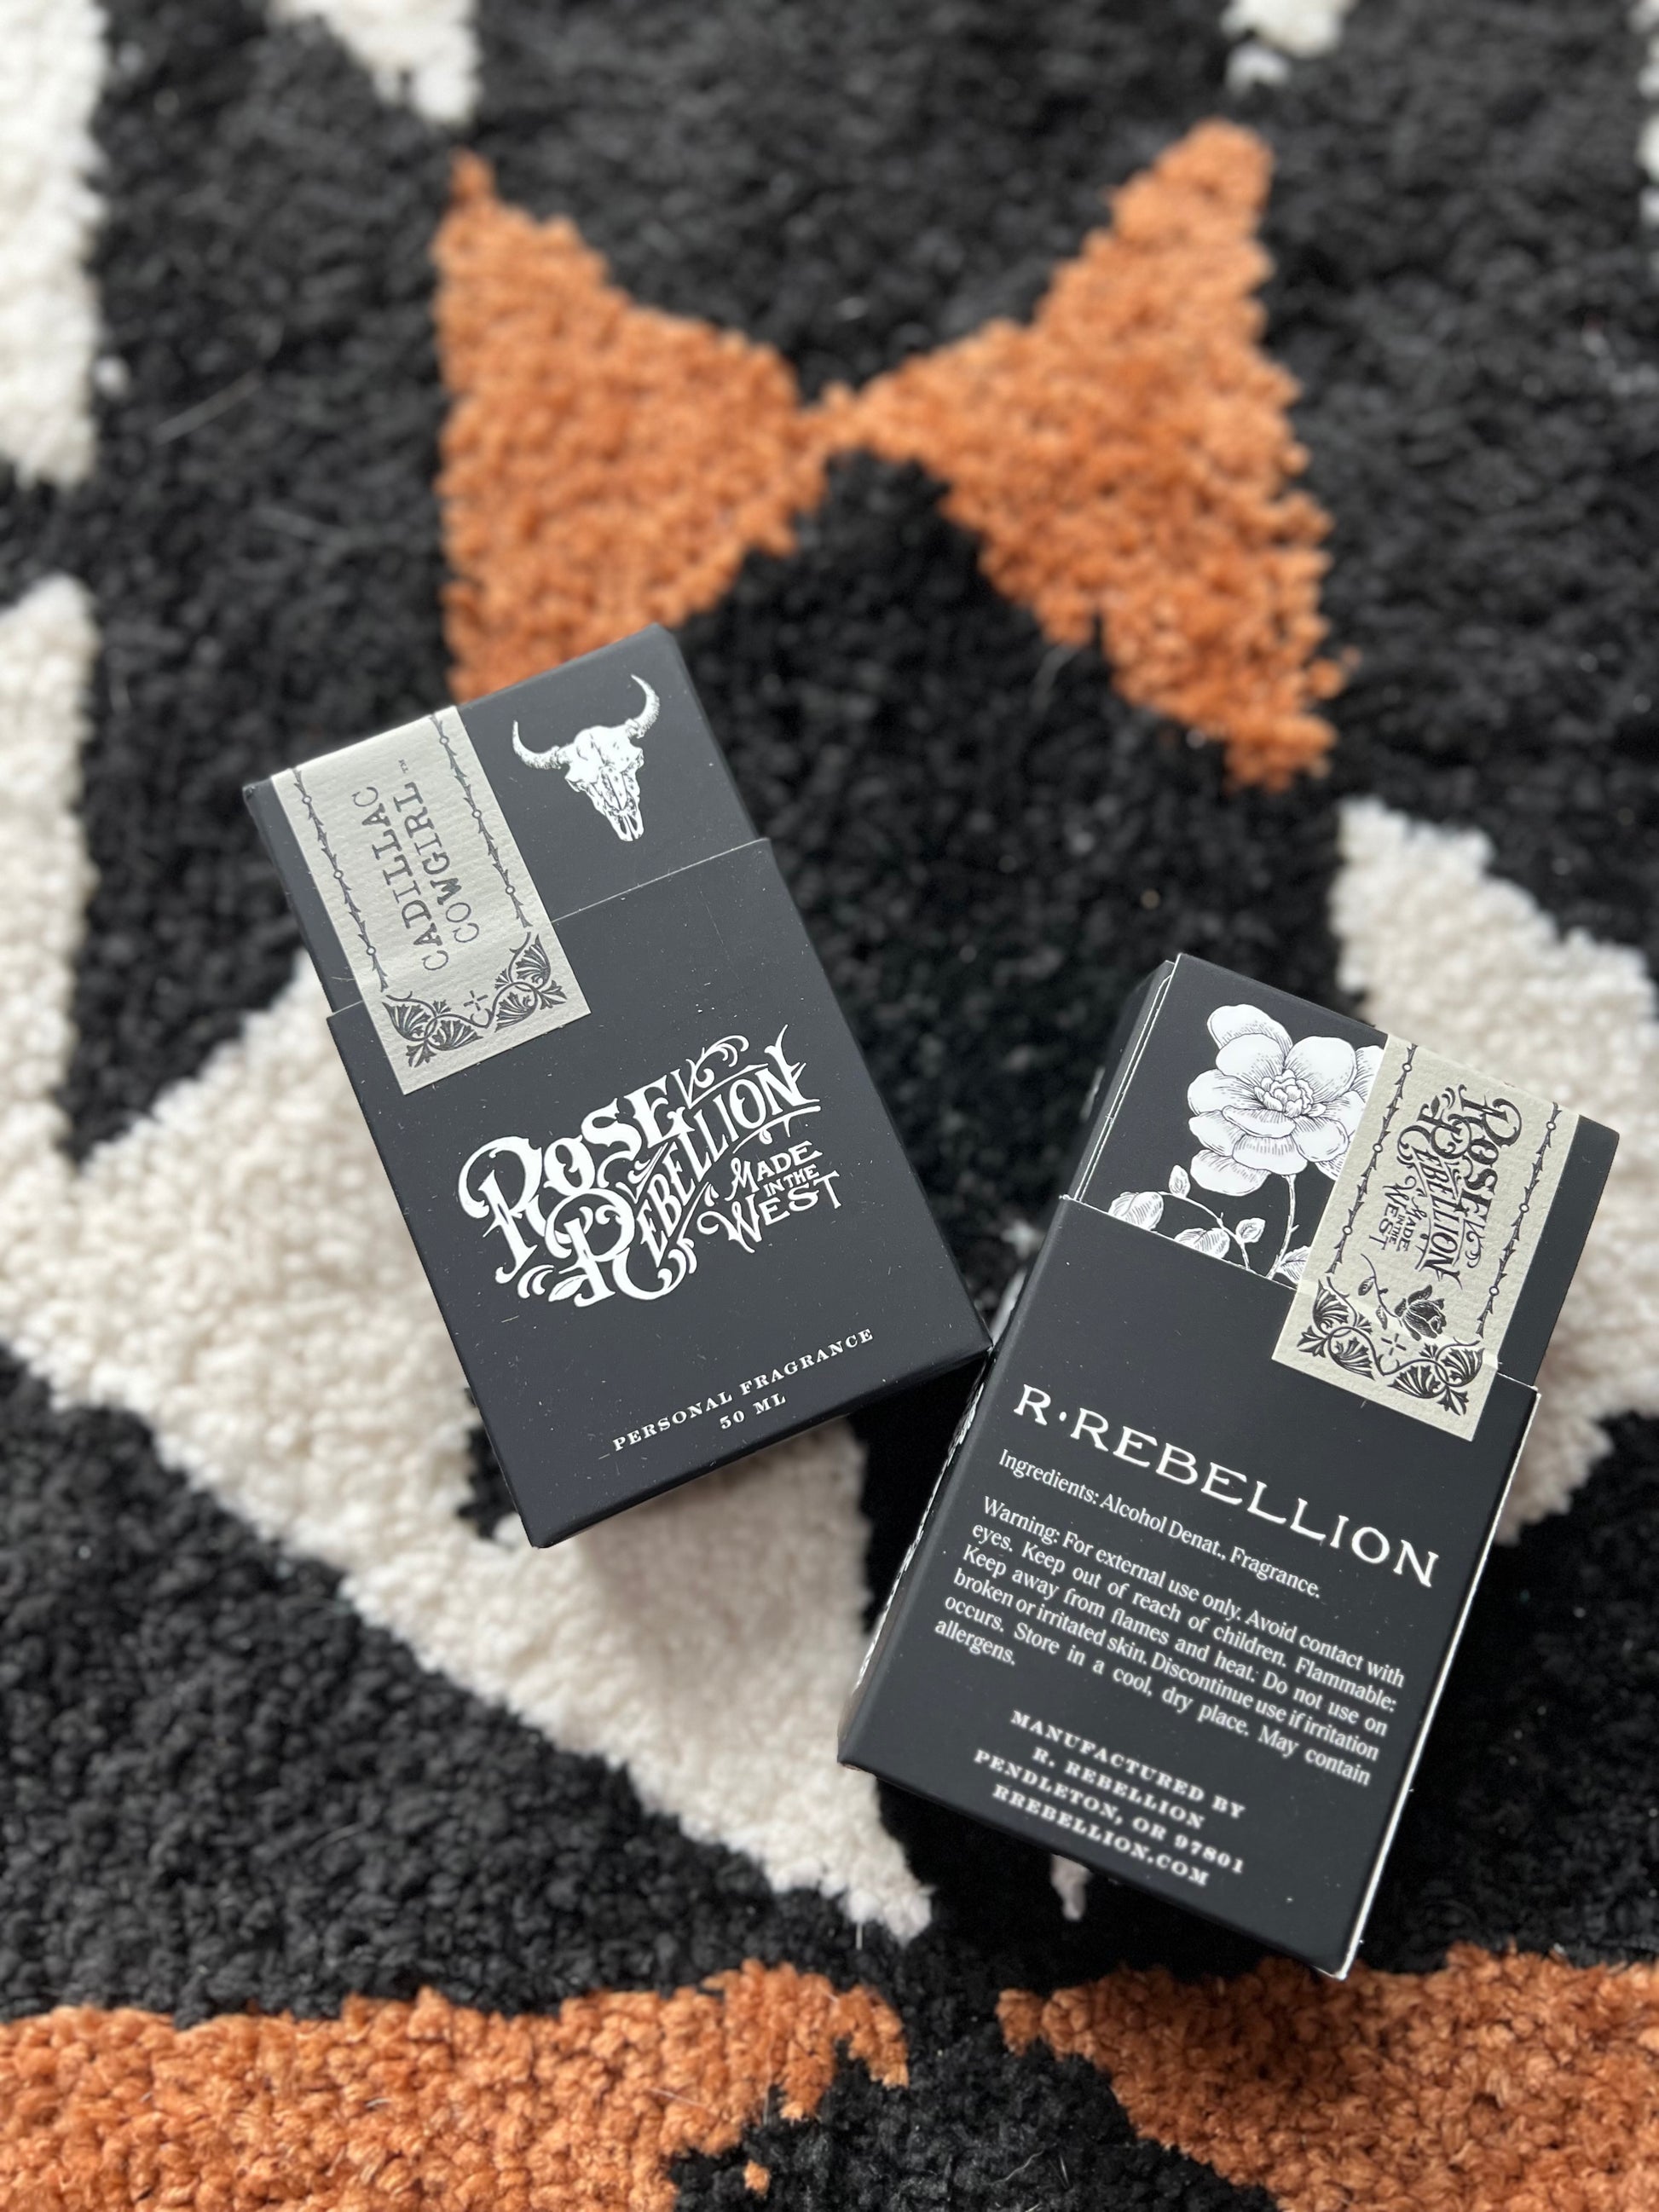 CADILLAC
COWGIRL™
ROSE
REBELLION
MADE
IN THE
WEST
PERSONAL FRAGRANCE
50 ML
ROSE
REBELLION
MADE
IN THE
WEST
R·REBELLION
Ingredients: Alcohol Denat., Fragrance.
Warning: For external use only. Avoid contact with
eyes. Keep out of reach of children. Flammable:
Keep away from flames and heat. Do not use on
broken or irritated skin. Discontinue use if irritation
occurs. Store in a cool, dry place. May contain
allergens.
MANUFACTURED BY
R. REBELLION
PENDLETON, OR 97801
RREBELLION.COM